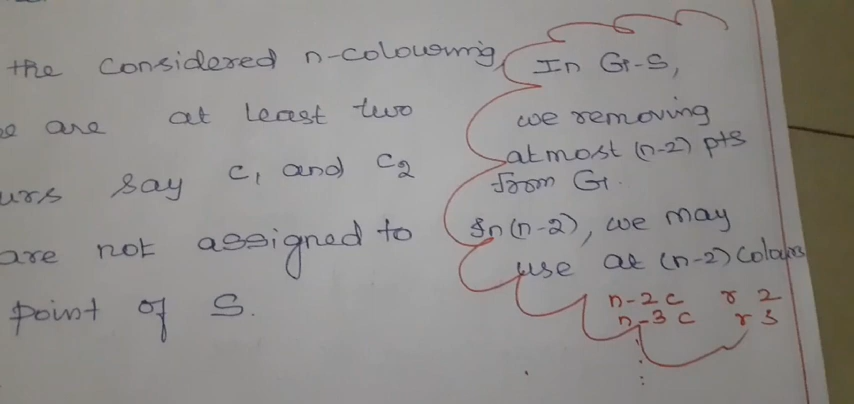 the considered n-colouring,
are at least two
say c₁ and c₂
are not assigned to
point of S.
In G-S,
we removing
atmost (n-2) pts
from G.
In (n-2), we may
use at (n-2) colours
n-2 c r 2
n-3 c r 3
⋮